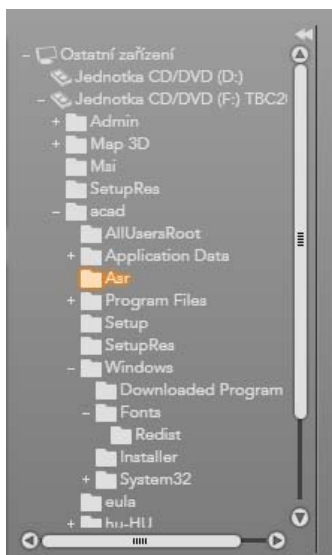 Ostatní zařízení
Jednotka CD/DVD (D:)
Jednotka CD/DVD (F:) TBC2
Admin
Map 3D
Msi
SetupRes
acad
AllUsersRoot
Application Data
Asr
Program Files
Setup
SetupRes
Windows
Downloaded Program
Fonts
Redist
Installer
System32
eula
hu-HU